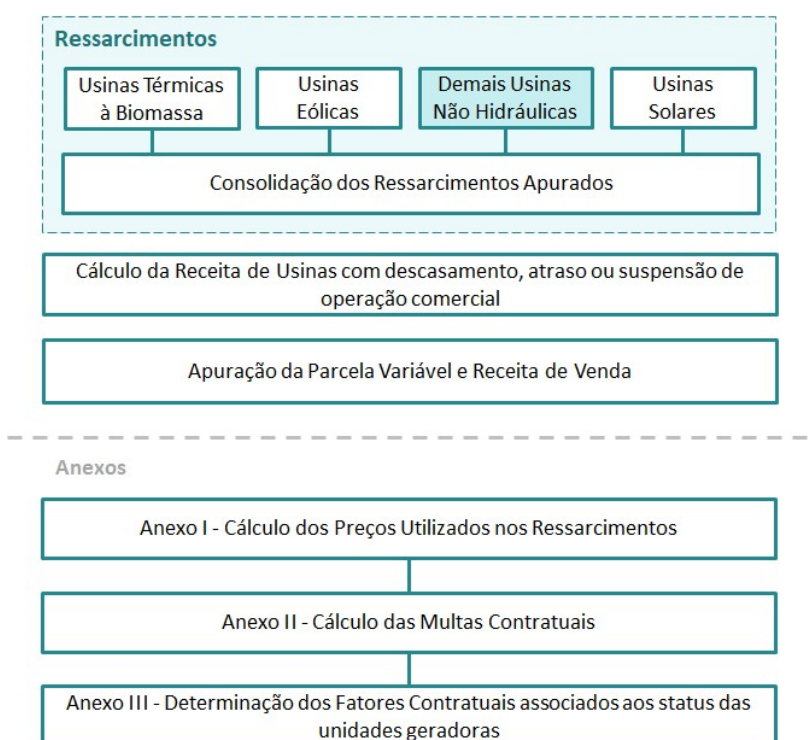 Ressarcimentos
Usinas Térmicas
à Biomassa
Usinas
Eólicas
Demais Usinas
Não Hidráulicas
Usinas
Solares
Consolidação dos Ressarcimentos Apurados
Cálculo da Receita de Usinas com descasamento, atraso ou suspensão de
operação comercial
Apuração da Parcela Variável e Receita de Venda
Anexos
Anexo I - Cálculo dos Preços Utilizados nos Ressarcimentos
Anexo II - Cálculo das Multas Contratuais
Anexo III - Determinação dos Fatores Contratuais associados aos status das
unidades geradoras